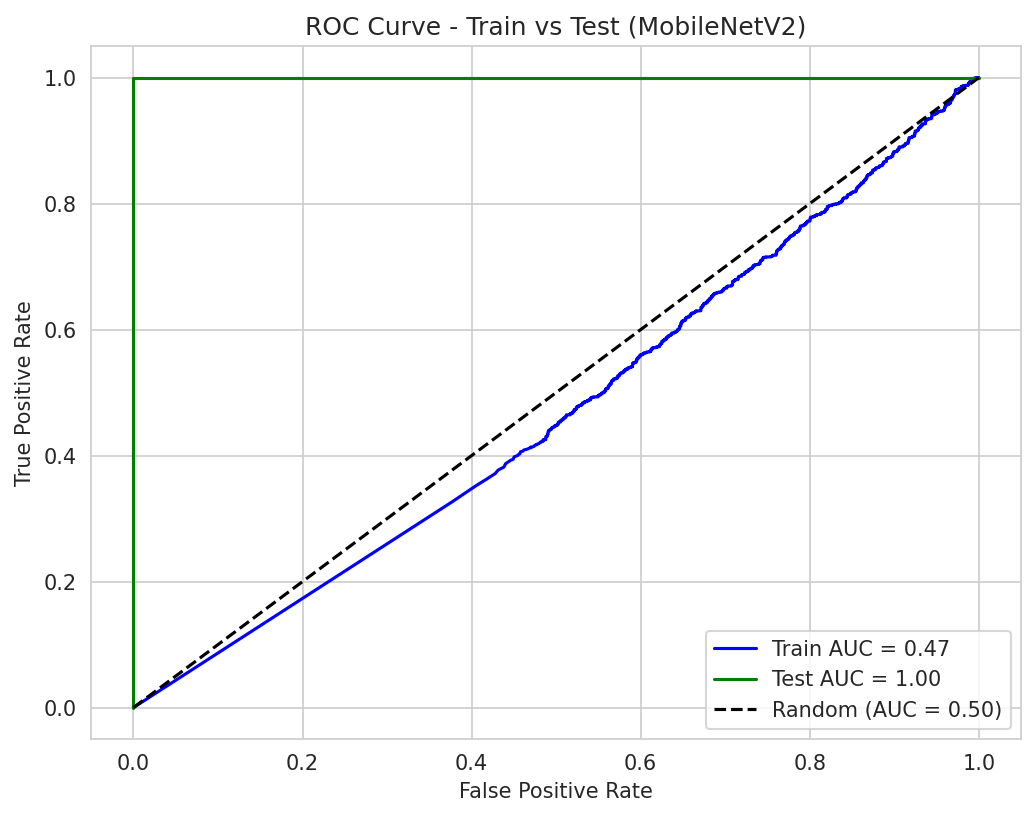 ROC Curve - Train vs Test (MobileNetV2)
True Positive Rate
1.0
0.8
0.6
0.4
0.2
0.0
Train AUC = 0.47
Test AUC = 1.00
Random (AUC = 0.50)
0.0 0.2 0.4 0.6 0.8 1.0
False Positive Rate